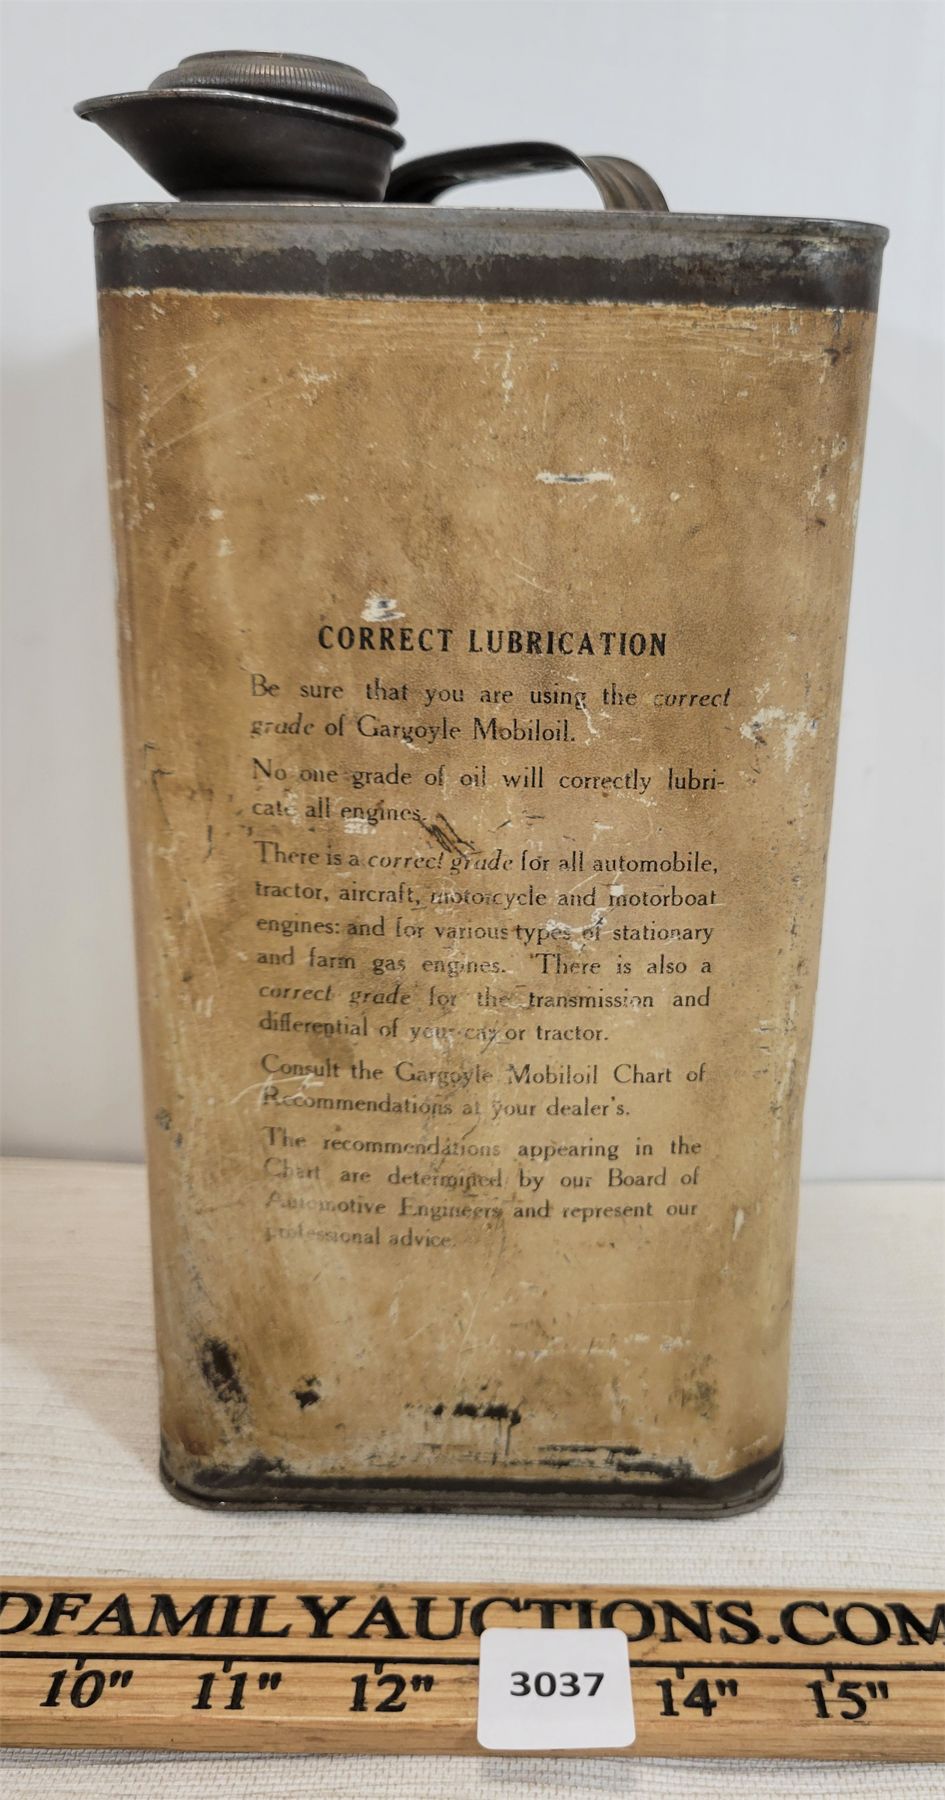 CORRECT LUBRICATION
Be sure that you are using the correct
grade of Gargoyle Mobiloil.
No one grade of oil will correctly lubri-
cate all engines.
There is a correct grade for all automobile,
tractor, aircraft, motorcycle and motorboat
engines: and for various types of stationary
and farm gas engines. There is also a
correct grade for the transmission and
differential of your car or tractor.
Consult the Gargoyle Mobiloil Chart of
Recommendations at your dealer's.
The recommendations appearing in the
Chart are determined by our Board of
Automotive Engineers and represent our
professional advice.
DFAMILYAUCTIONS.COM
10" 11" 12" 14" 15"
3037